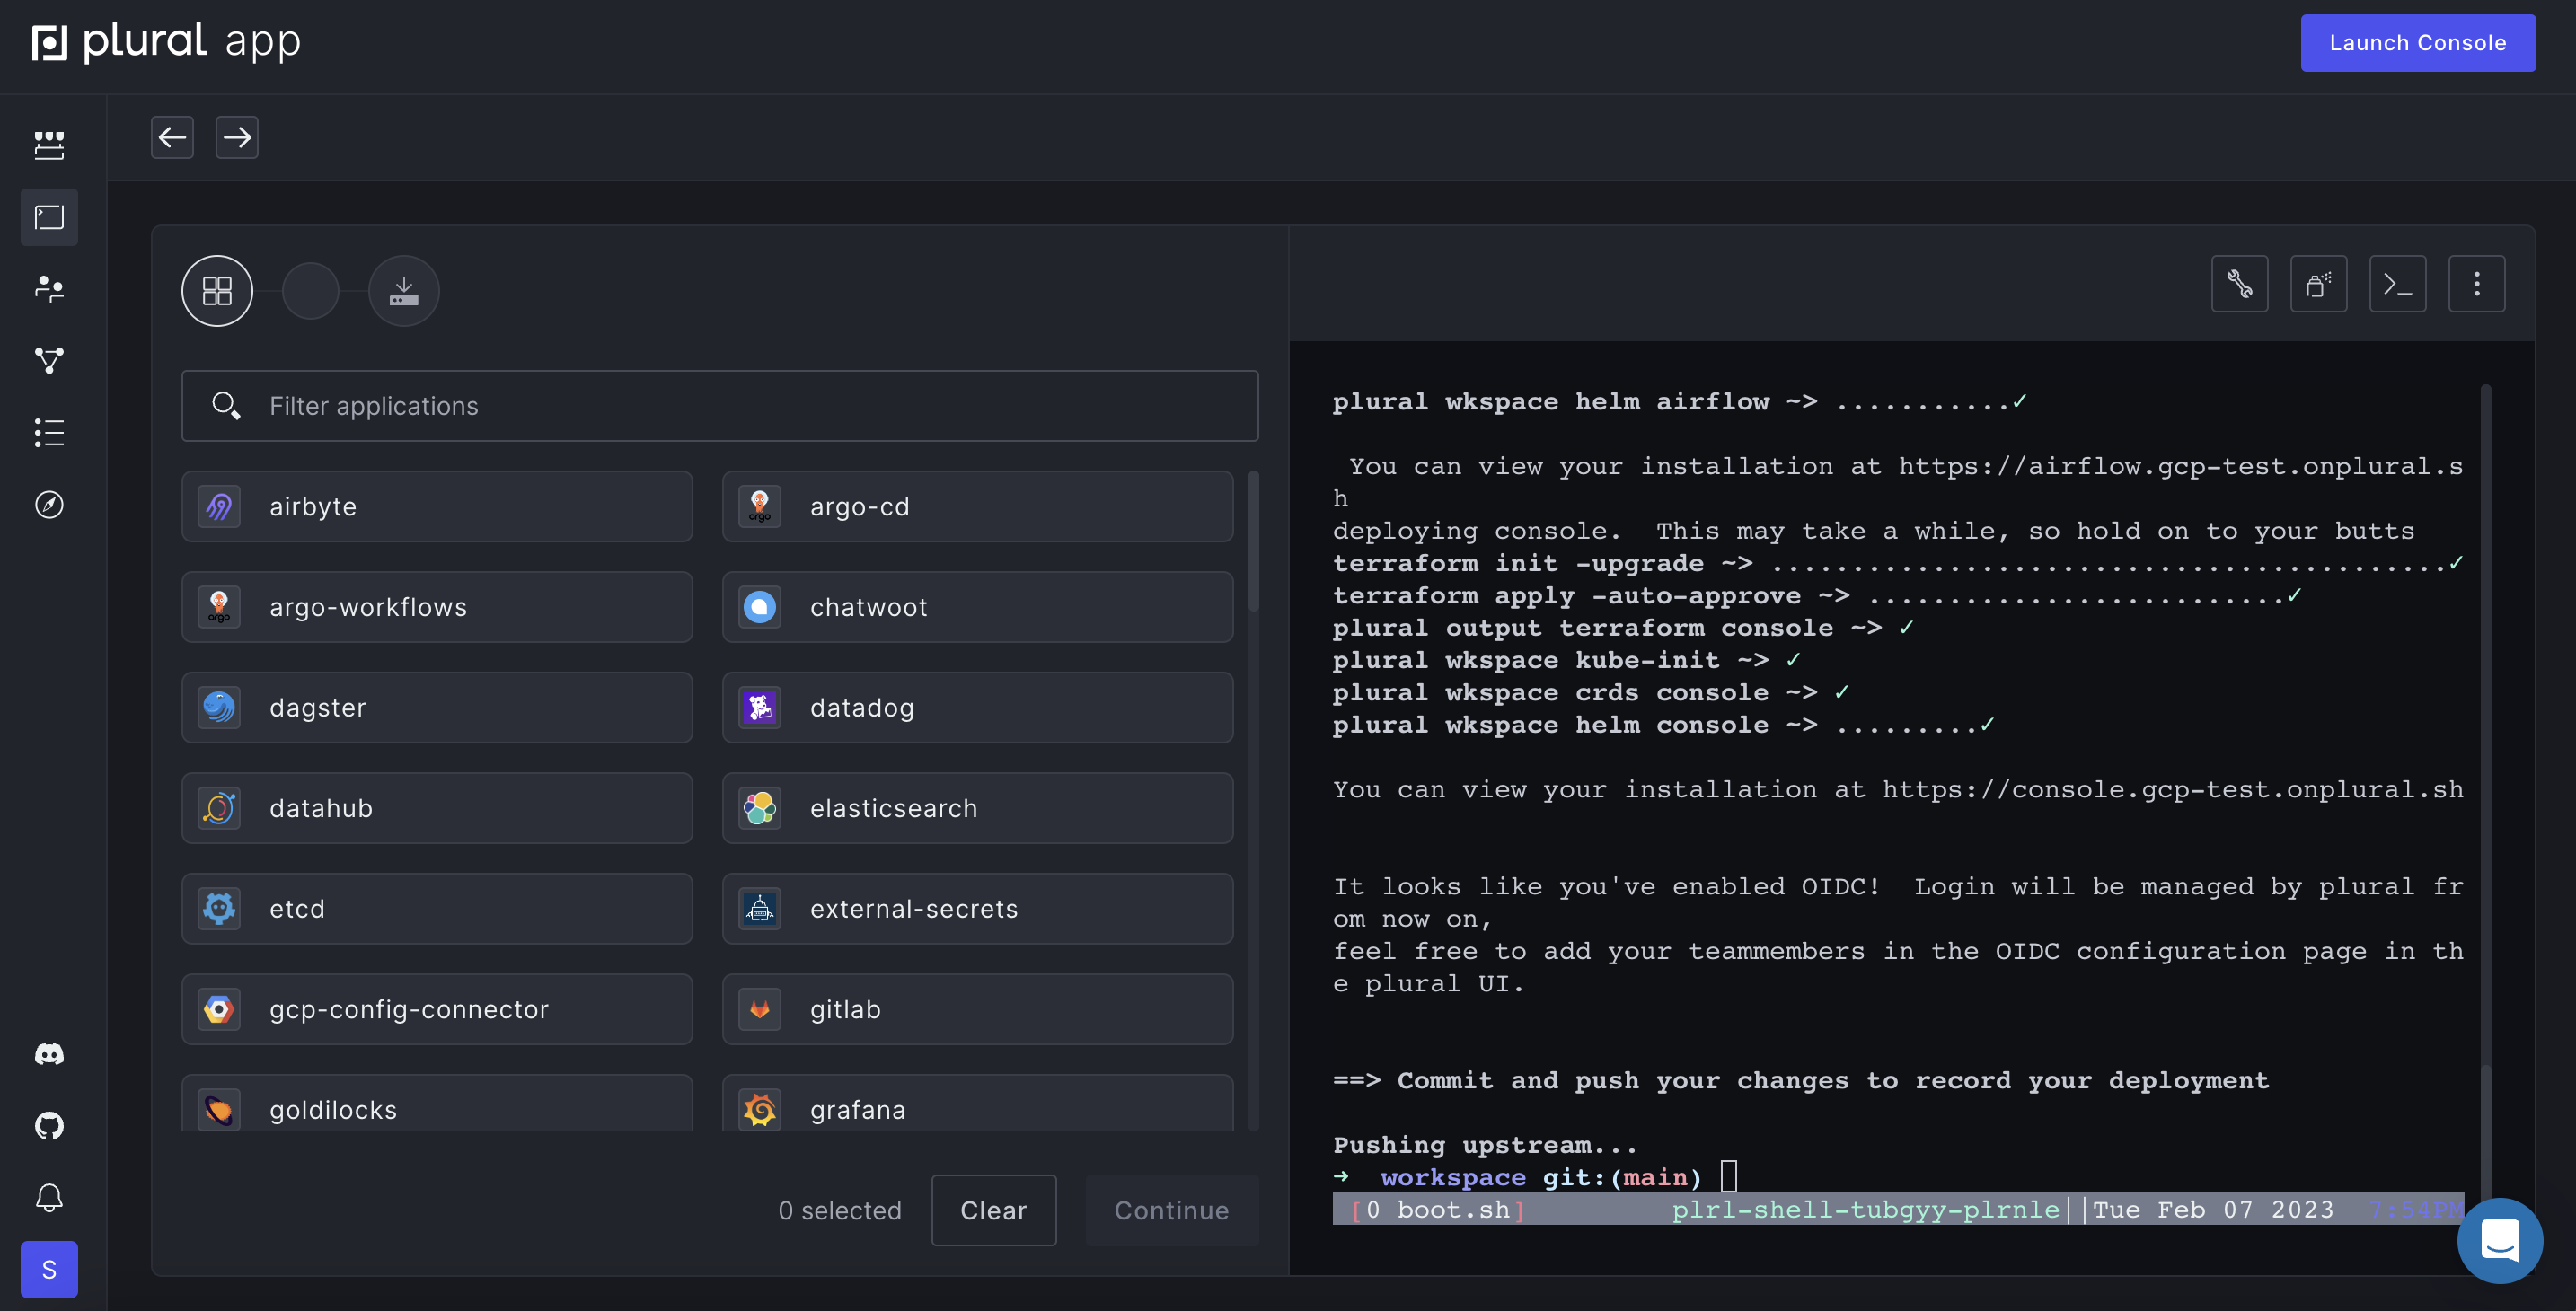 plural app
Launch Console
Filter applications
airbyte
argo-cd
argo-workflows
chatwoot
dagster
datadog
datahub
elasticsearch
etcd
external-secrets
gcp-config-connector
gitlab
goldilocks
grafana
0 selected
Clear
Continue
S
plural wkspace helm airflow ~> ...........✓
You can view your installation at https://airflow.gcp-test.onplural.s
h
deploying console.  This may take a while, so hold on to your butts
terraform init -upgrade ~> ..........................................✓
terraform apply -auto-approve ~> ..........................✓
plural output terraform console ~> ✓
plural wkspace kube-init ~> ✓
plural wkspace crds console ~> ✓
plural wkspace helm console ~> .........✓
You can view your installation at https://console.gcp-test.onplural.sh
It looks like you've enabled OIDC!  Login will be managed by plural fr
om now on,
feel free to add your teammembers in the OIDC configuration page in th
e plural UI.
==> Commit and push your changes to record your deployment
Pushing upstream...
➜  workspace git:(main)
[0 boot.sh]         plrl-shell-tubgyy-plrnle||Tue Feb 07 2023  7:54PM